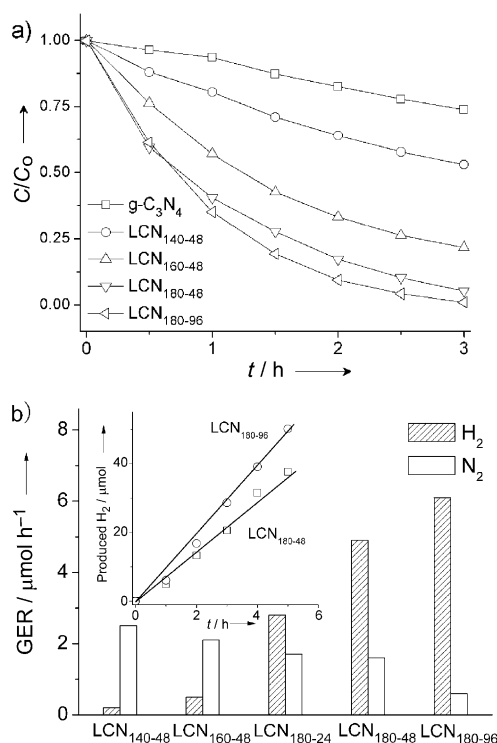 a)
1.00
0.75
0.50
0.25
0.00
C/Co
g-C₃N₄
LCN₁₄₀₋₄₈
LCN₁₆₀₋₄₈
LCN₁₈₀₋₄₈
LCN₁₈₀₋₉₆
0 1 2 3
t / h
b)
8
6
4
2
0
GER / μmol h⁻¹
H₂
N₂
40
20
0
Produced H₂ / μmol
LCN₁₈₀₋₉₆
LCN₁₈₀₋₄₈
0 2 4 6
t / h
LCN₁₄₀₋₄₈ LCN₁₆₀₋₄₈ LCN₁₈₀₋₂₄ LCN₁₈₀₋₄₈ LCN₁₈₀₋₉₆